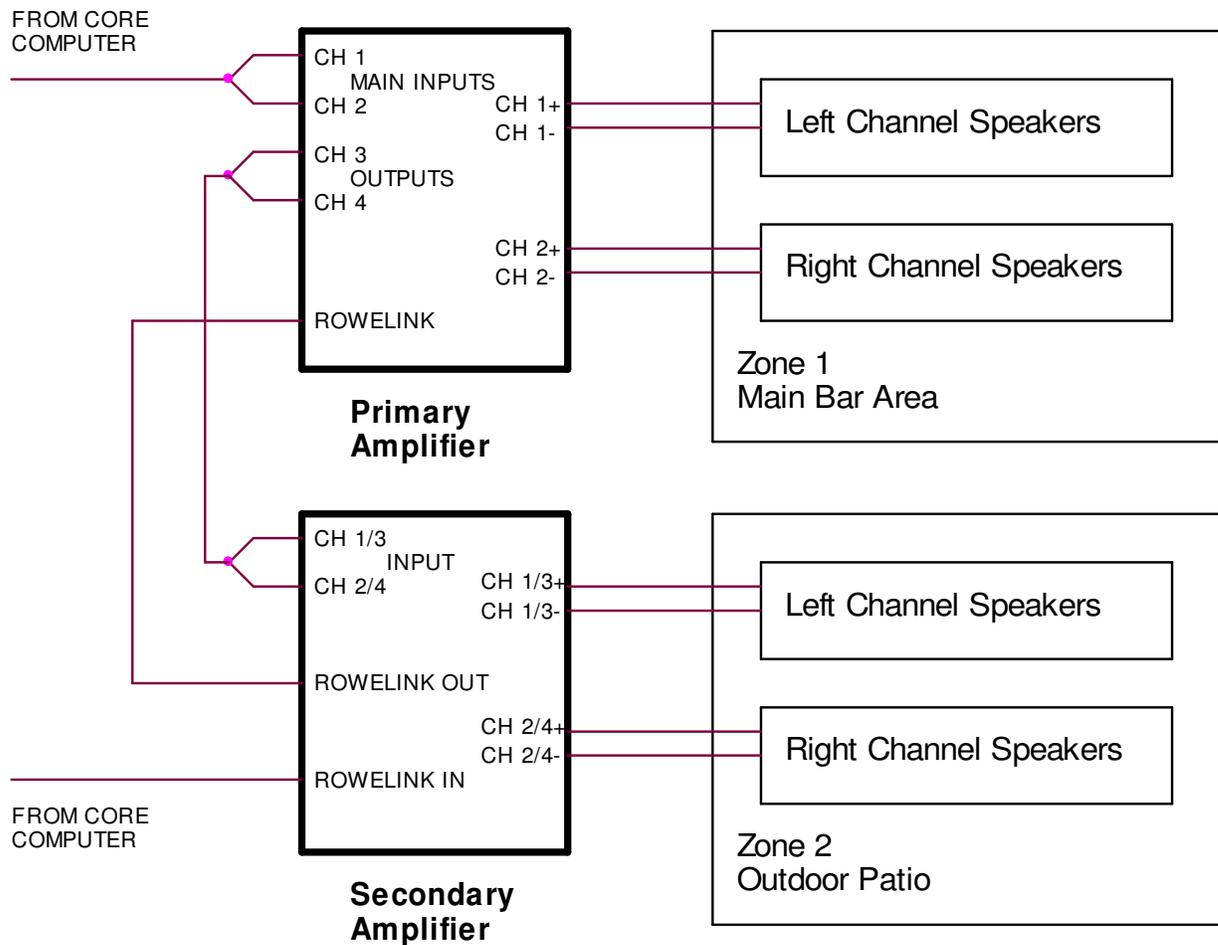 FROM CORE
COMPUTER
CH 1
MAIN INPUTS
CH 2
CH 3
OUTPUTS
CH 4
ROWELINK
CH 1+
CH 1-
CH 2+
CH 2-
Primary
Amplifier
Left Channel Speakers
Right Channel Speakers
Zone 1
Main Bar Area
CH 1/3
INPUT
CH 2/4
ROWELINK OUT
ROWELINK IN
CH 1/3+
CH 1/3-
CH 2/4+
CH 2/4-
FROM CORE
COMPUTER
Secondary
Amplifier
Left Channel Speakers
Right Channel Speakers
Zone 2
Outdoor Patio